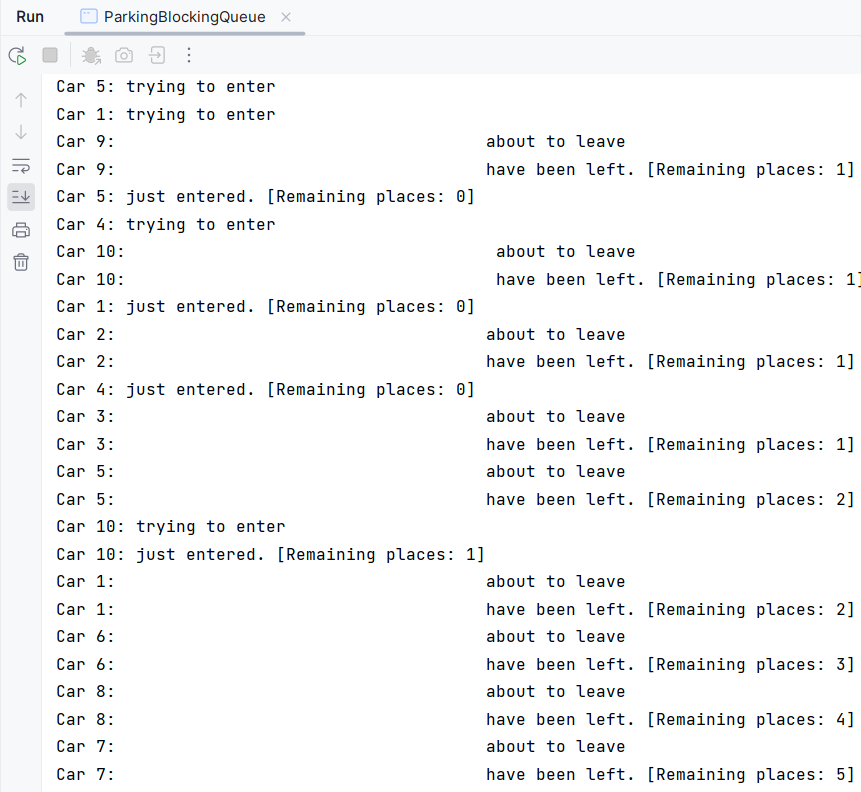 Run ParkingBlockingQueue
Car 5: trying to enter
Car 1: trying to enter
Car 9: about to leave
Car 9: have been left. [Remaining places: 1]
Car 5: just entered. [Remaining places: 0]
Car 4: trying to enter
Car 10: about to leave
Car 10: have been left. [Remaining places: 1]
Car 1: just entered. [Remaining places: 0]
Car 2: about to leave
Car 2: have been left. [Remaining places: 1]
Car 4: just entered. [Remaining places: 0]
Car 3: about to leave
Car 3: have been left. [Remaining places: 1]
Car 5: about to leave
Car 5: have been left. [Remaining places: 2]
Car 10: trying to enter
Car 10: just entered. [Remaining places: 1]
Car 1: about to leave
Car 1: have been left. [Remaining places: 2]
Car 6: about to leave
Car 6: have been left. [Remaining places: 3]
Car 8: about to leave
Car 8: have been left. [Remaining places: 4]
Car 7: about to leave
Car 7: have been left. [Remaining places: 5]